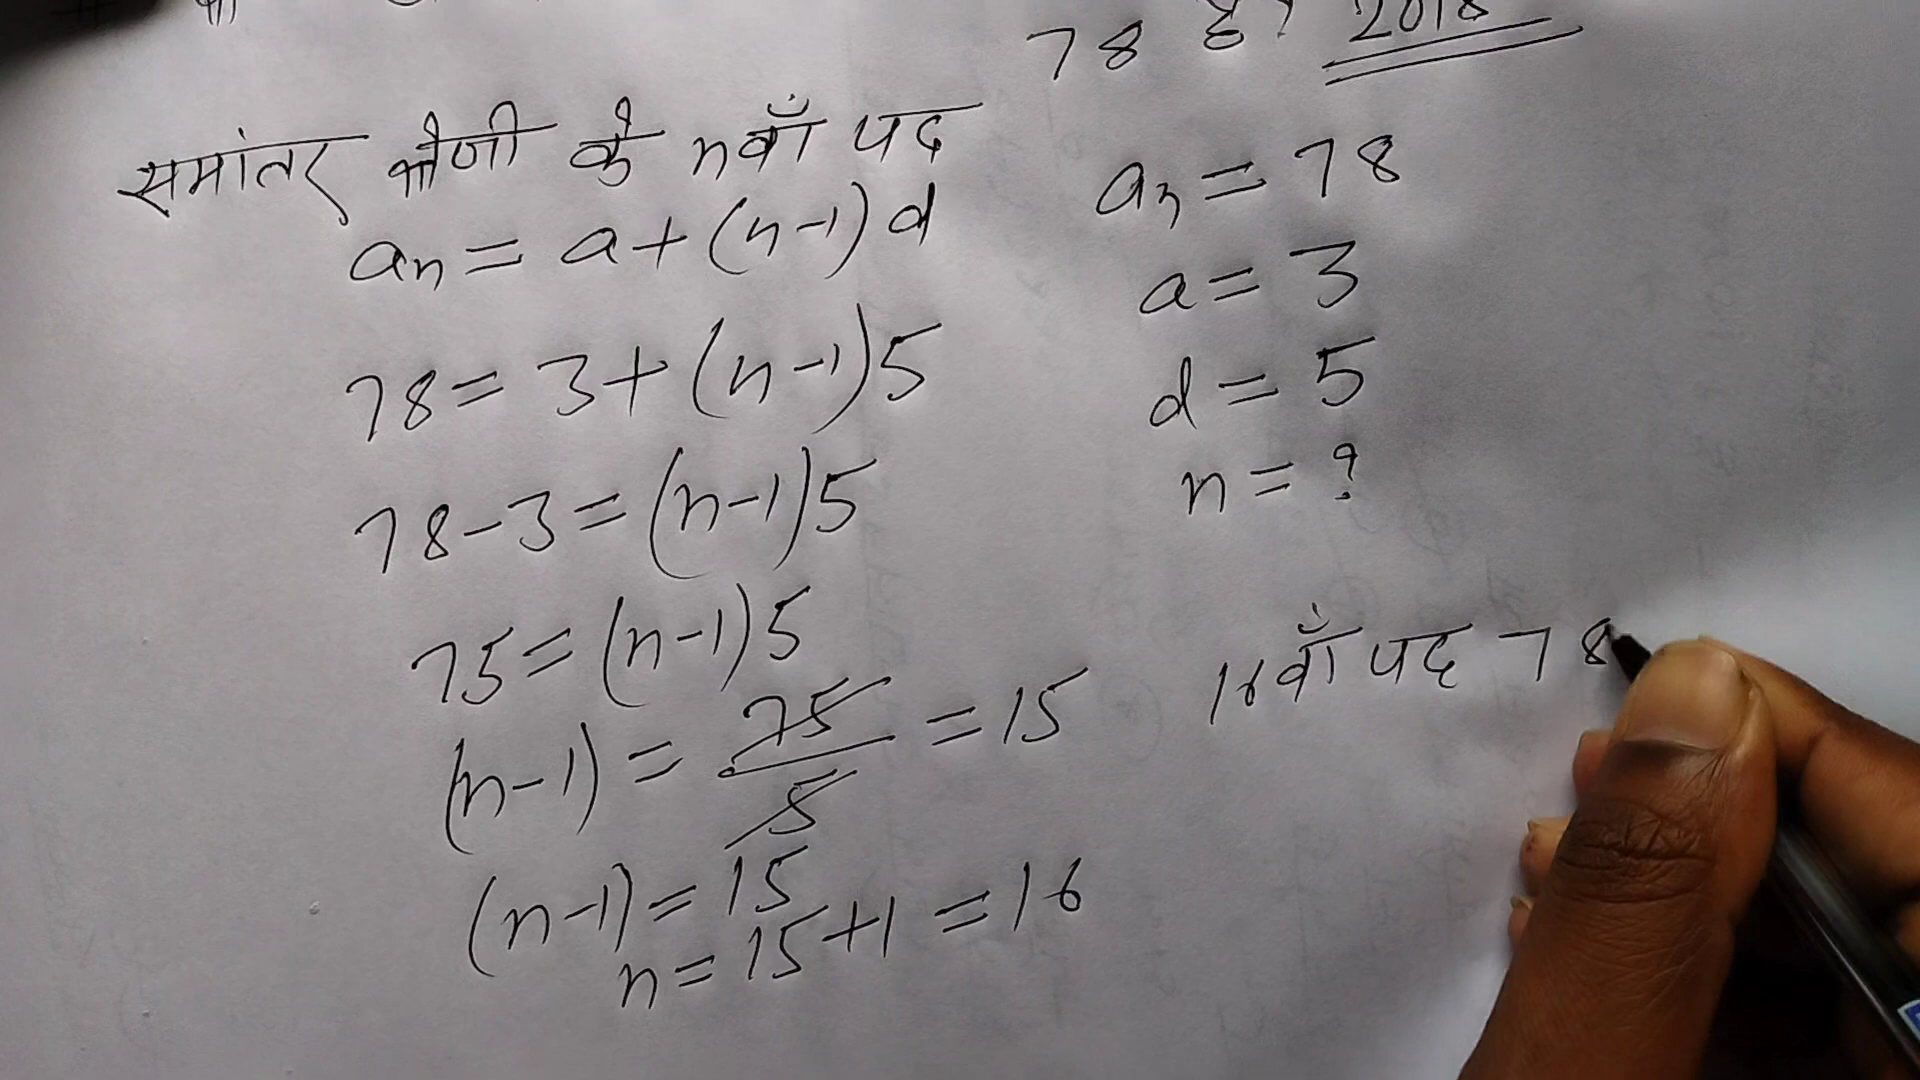 78 है? 2018
समांतर श्रेणी के nवाँ पद
an = a + (n-1)d
78 = 3 + (n-1)5
78-3 = (n-1)5
75 = (n-1)5
(n-1) = 75/5 = 15
(n-1) = 15
n = 15+1 = 16
an = 78
a = 3
d = 5
n = ?
16वाँ पद 78